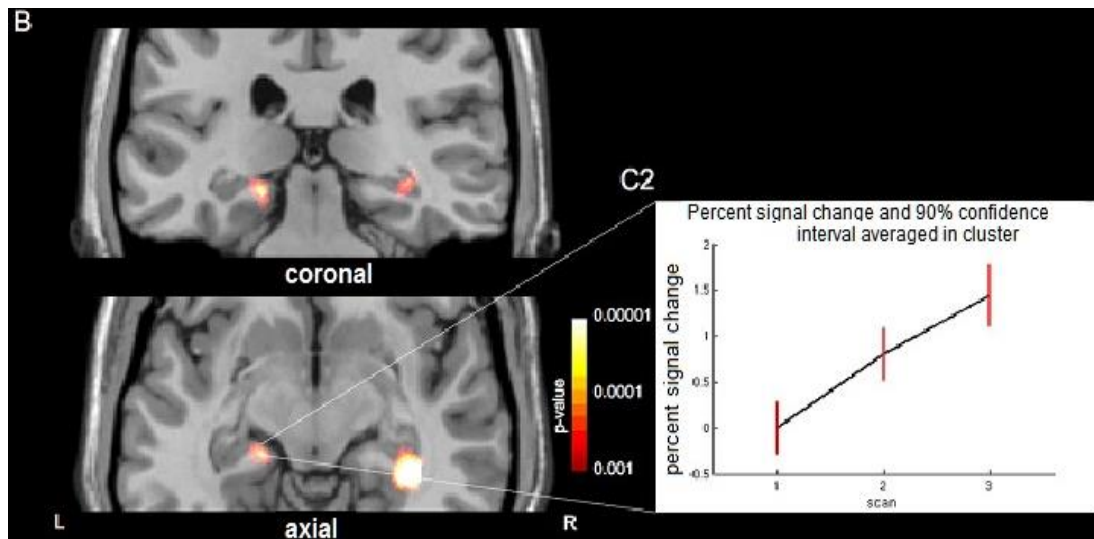 B
coronal
C2
Percent signal change and 90% confidence
interval averaged in cluster
percent signal change
2
1.5
1
0.5
0
-0.5
1
2
3
scan
p-value
0.00001
0.0001
0.001
L
axial
R